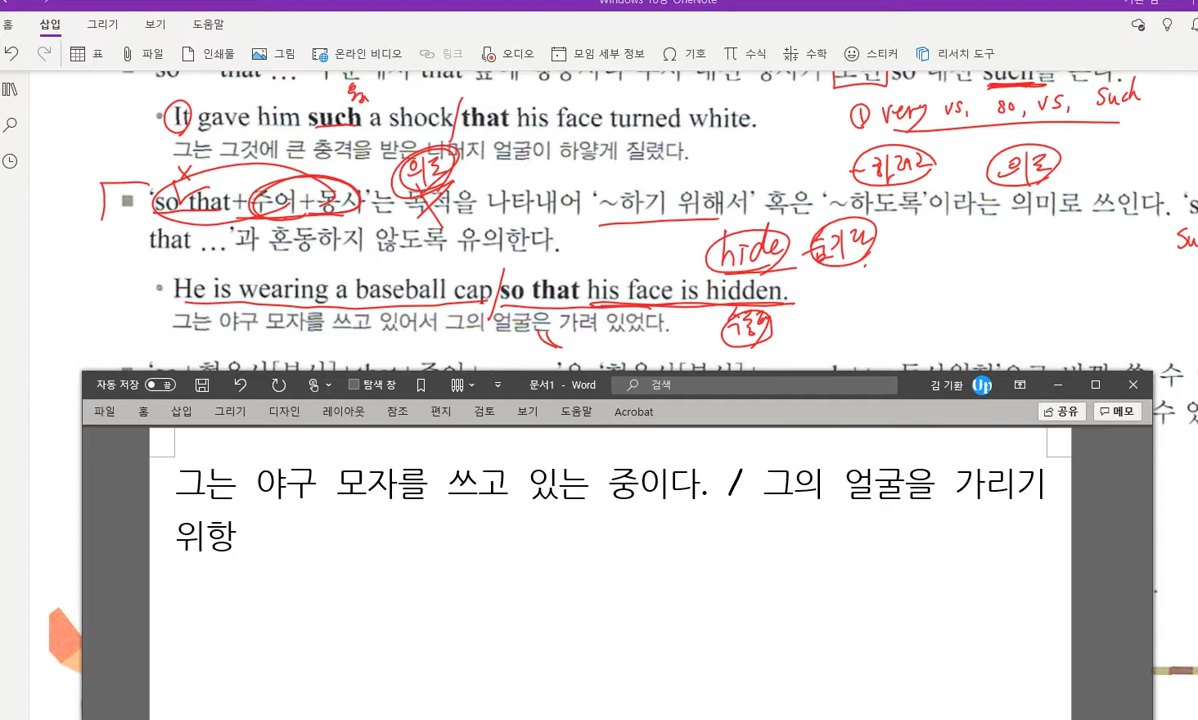 Windows 10용 OneNote
홈 삽입 그리기 보기 도움말
표 파일 인쇄물 그림 온라인 비디오 링크 오디오 모임 세부 정보 기호 수식 수학 스티커 리서치 도구
such를 쓴다.
① very vs, so, vs, Such
• It gave him such a shock / that his face turned white.
그는 그것에 큰 충격을 받은 나머지 얼굴이 하얗게 질렸다.
의로 의로
■ 'so that+주어+동사'는 목적을 나타내어 '~하기 위해서' 혹은 '~하도록'이라는 의미로 쓰인다. 's
that …'과 혼동하지 않도록 유의한다.
hide 숨기다
• He is wearing a baseball cap / so that his face is hidden.
그는 야구 모자를 쓰고 있어서 그의 얼굴은 가려 있었다.
수동태
자동 저장 끔 탐색 창 문서1 - Word 검색 김 기환
파일 홈 삽입 그리기 디자인 레이아웃 참조 편지 검토 보기 도움말 Acrobat 공유 메모
그는 야구 모자를 쓰고 있는 중이다. / 그의 얼굴을 가리기
위항